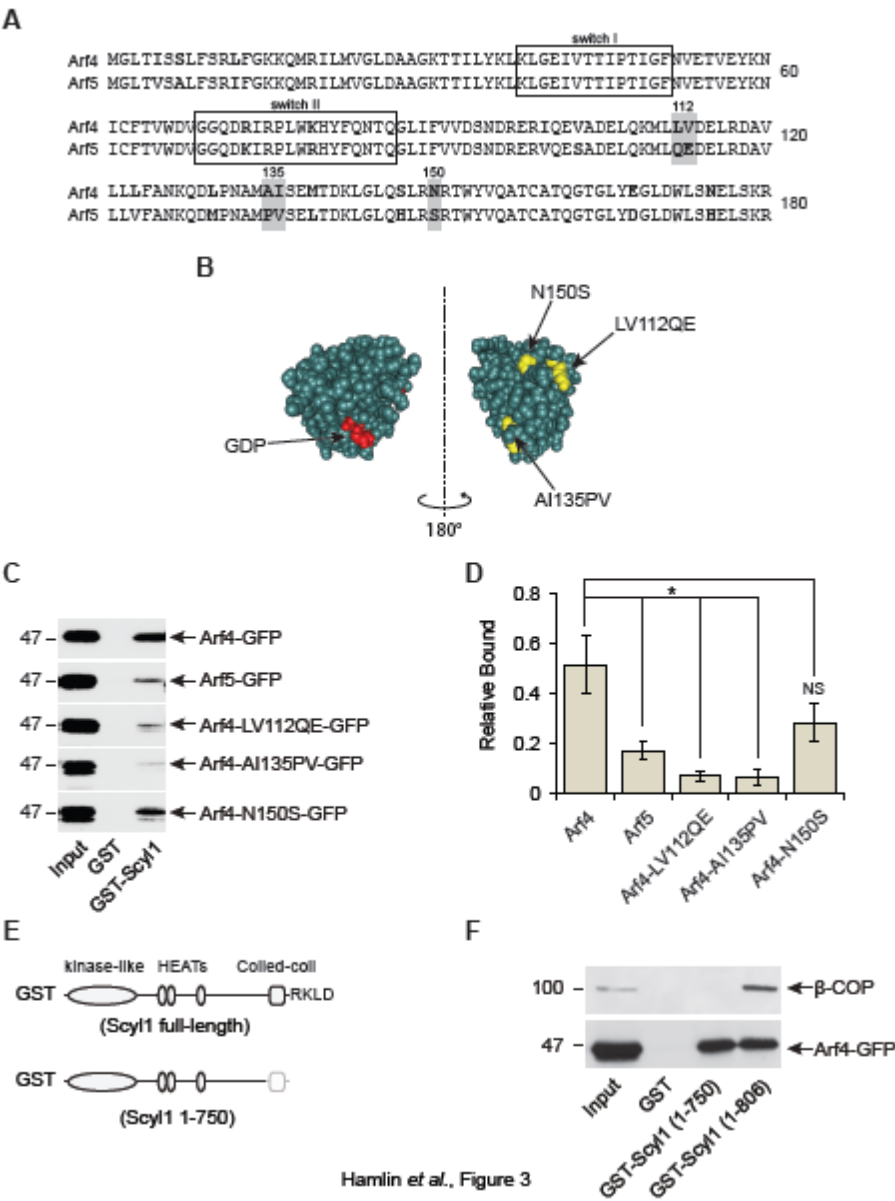 A
switch I
Arf4 MGLTISSLFSRLFGKKQMRILMVGLDAAGKTTILYKLKLGEIVTTIPTIGFNVETVEYKN
Arf5 MGLTVSALFSRIFGKKQMRILMVGLDAAGKTTILYKLKLGEIVTTIPTIGFNVETVEYKN
60
switch II
112
Arf4 ICFTVWDVGGQDRIRPLWKHYFQNTQGLIFVVDSNDRERIQEVADELQKMLLVDELRDAV
Arf5 ICFTVWDVGGQDKIRPLWRHYFQNTQGLIFVVDSNDRERVQESADELQKMLQEDELRDAV
120
135
150
Arf4 LLLFANKQDLPNAMAISEMTDKLGLQSLRNRTWYVQATCATQGTGLYEGLDWLSNELSKR
Arf5 LLVFANKQDMPNAMPVSELTDKLGLQHLRSRTWYVQATCATQGTGLYDGLDWLSHELSKR
180
B
N150S
LV112QE
GDP
AI135PV
180º
C
47
Arf4-GFP
47
Arf5-GFP
47
Arf4-LV112QE-GFP
47
Arf4-AI135PV-GFP
47
Arf4-N150S-GFP
Input
GST
GST-Scyl1
D
Relative Bound
0.8
0.6
0.4
0.2
0
*
NS
Arf4
Arf5
Arf4-LV112QE
Arf4-AI135PV
Arf4-N150S
E
kinase-like HEATs Coiled-coil
GST
RKLD
(Scyl1 full-length)
GST
(Scyl1 1-750)
F
100
β-COP
47
Arf4-GFP
Input
GST
GST-Scyl1 (1-750)
GST-Scyl1 (1-806)
Hamlin et al., Figure 3